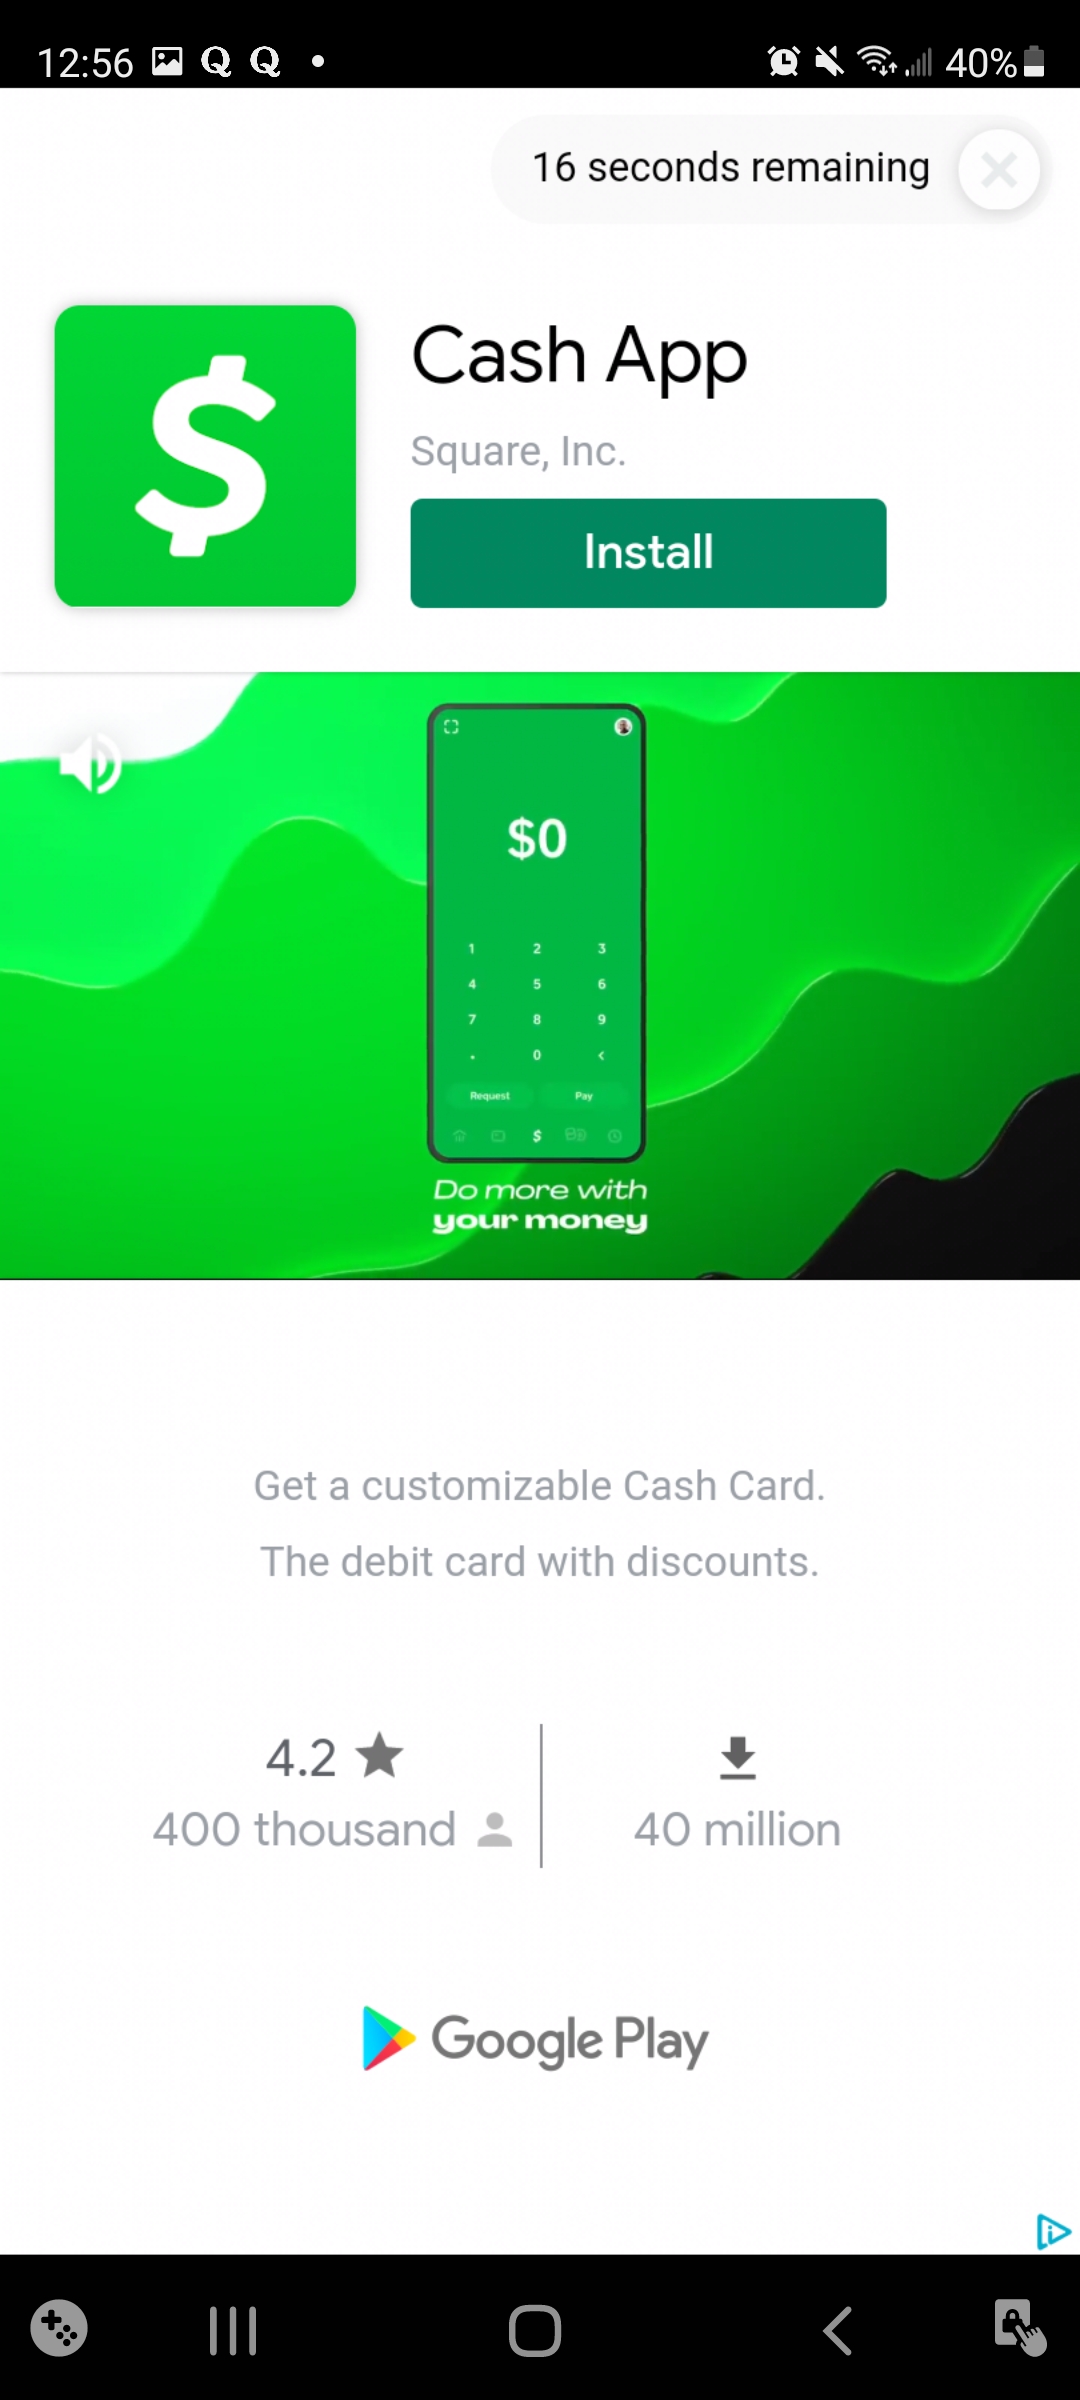 12:56
40%
16 seconds remaining
Cash App
Square, Inc.
Install
$0
1 2 3
4 5 6
7 8 9
. 0 <
Request Pay
$
Do more with
your money
Get a customizable Cash Card.
The debit card with discounts.
4.2
400 thousand
40 million
Google Play